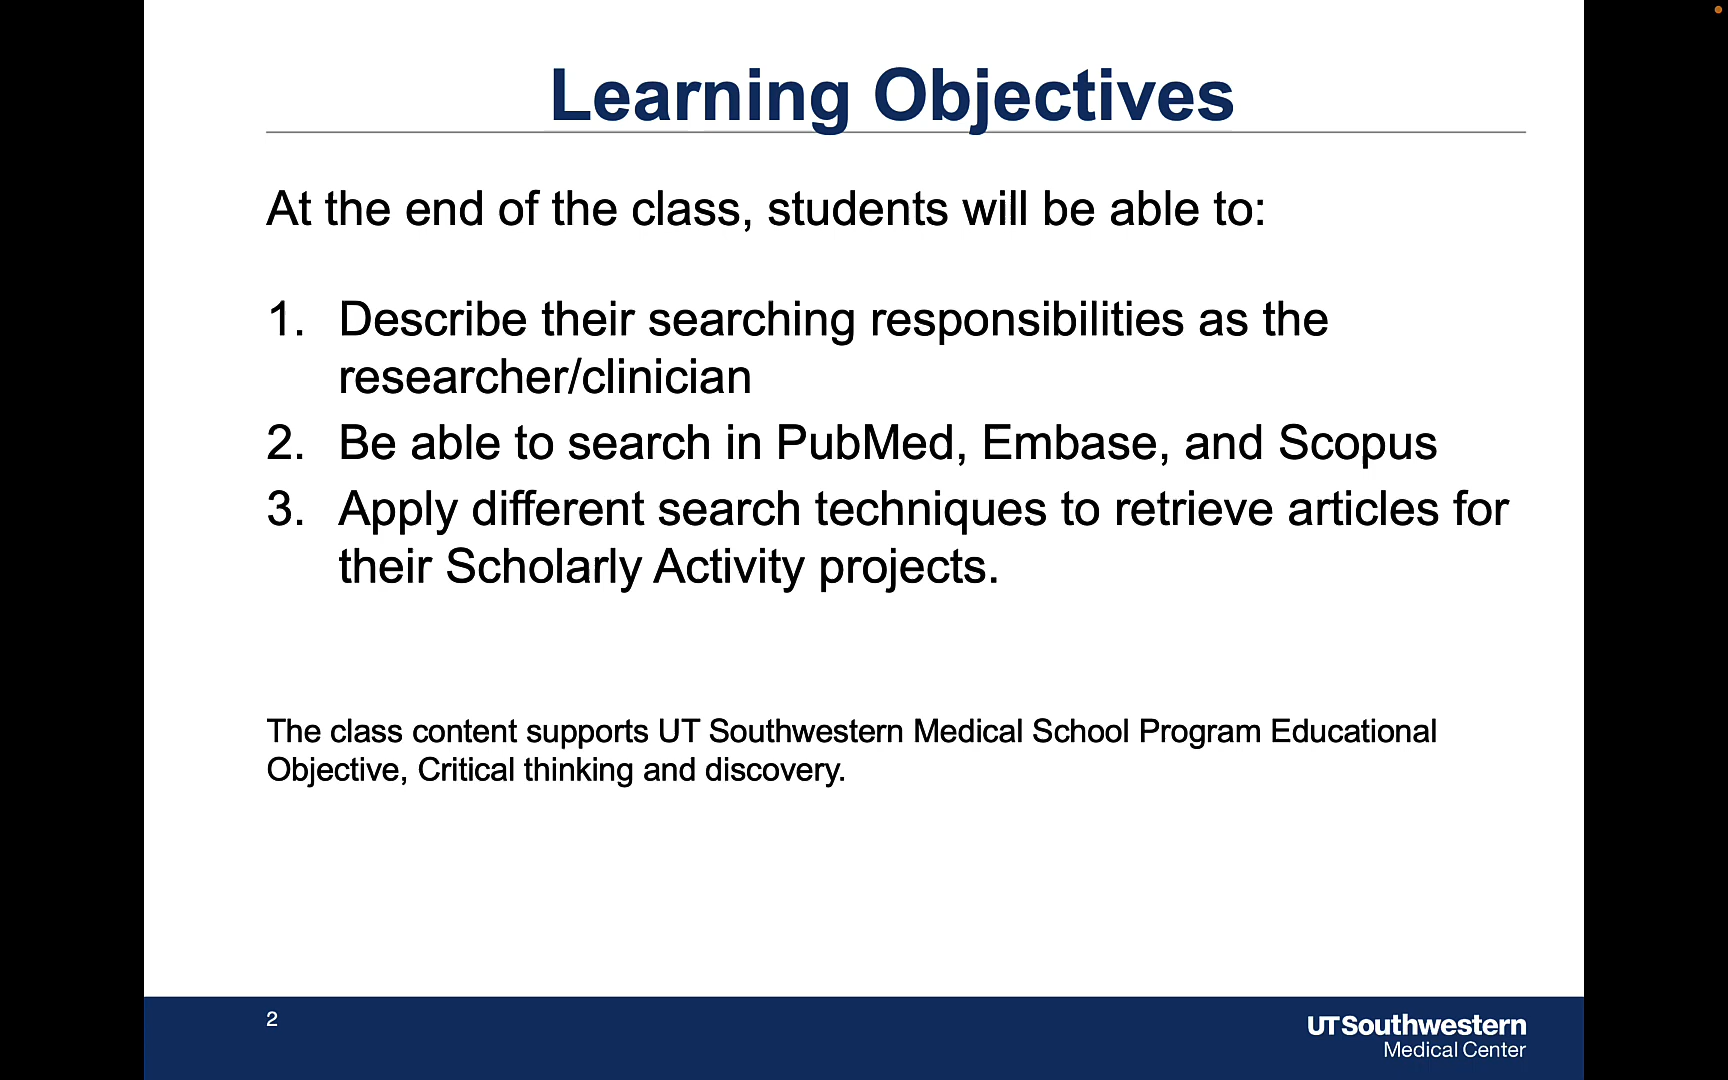 Learning Objectives
At the end of the class, students will be able to:
1. Describe their searching responsibilities as the
researcher/clinician
2. Be able to search in PubMed, Embase, and Scopus
3. Apply different search techniques to retrieve articles for
their Scholarly Activity projects.
The class content supports UT Southwestern Medical School Program Educational
Objective, Critical thinking and discovery.
2
UTSouthwestern
Medical Center